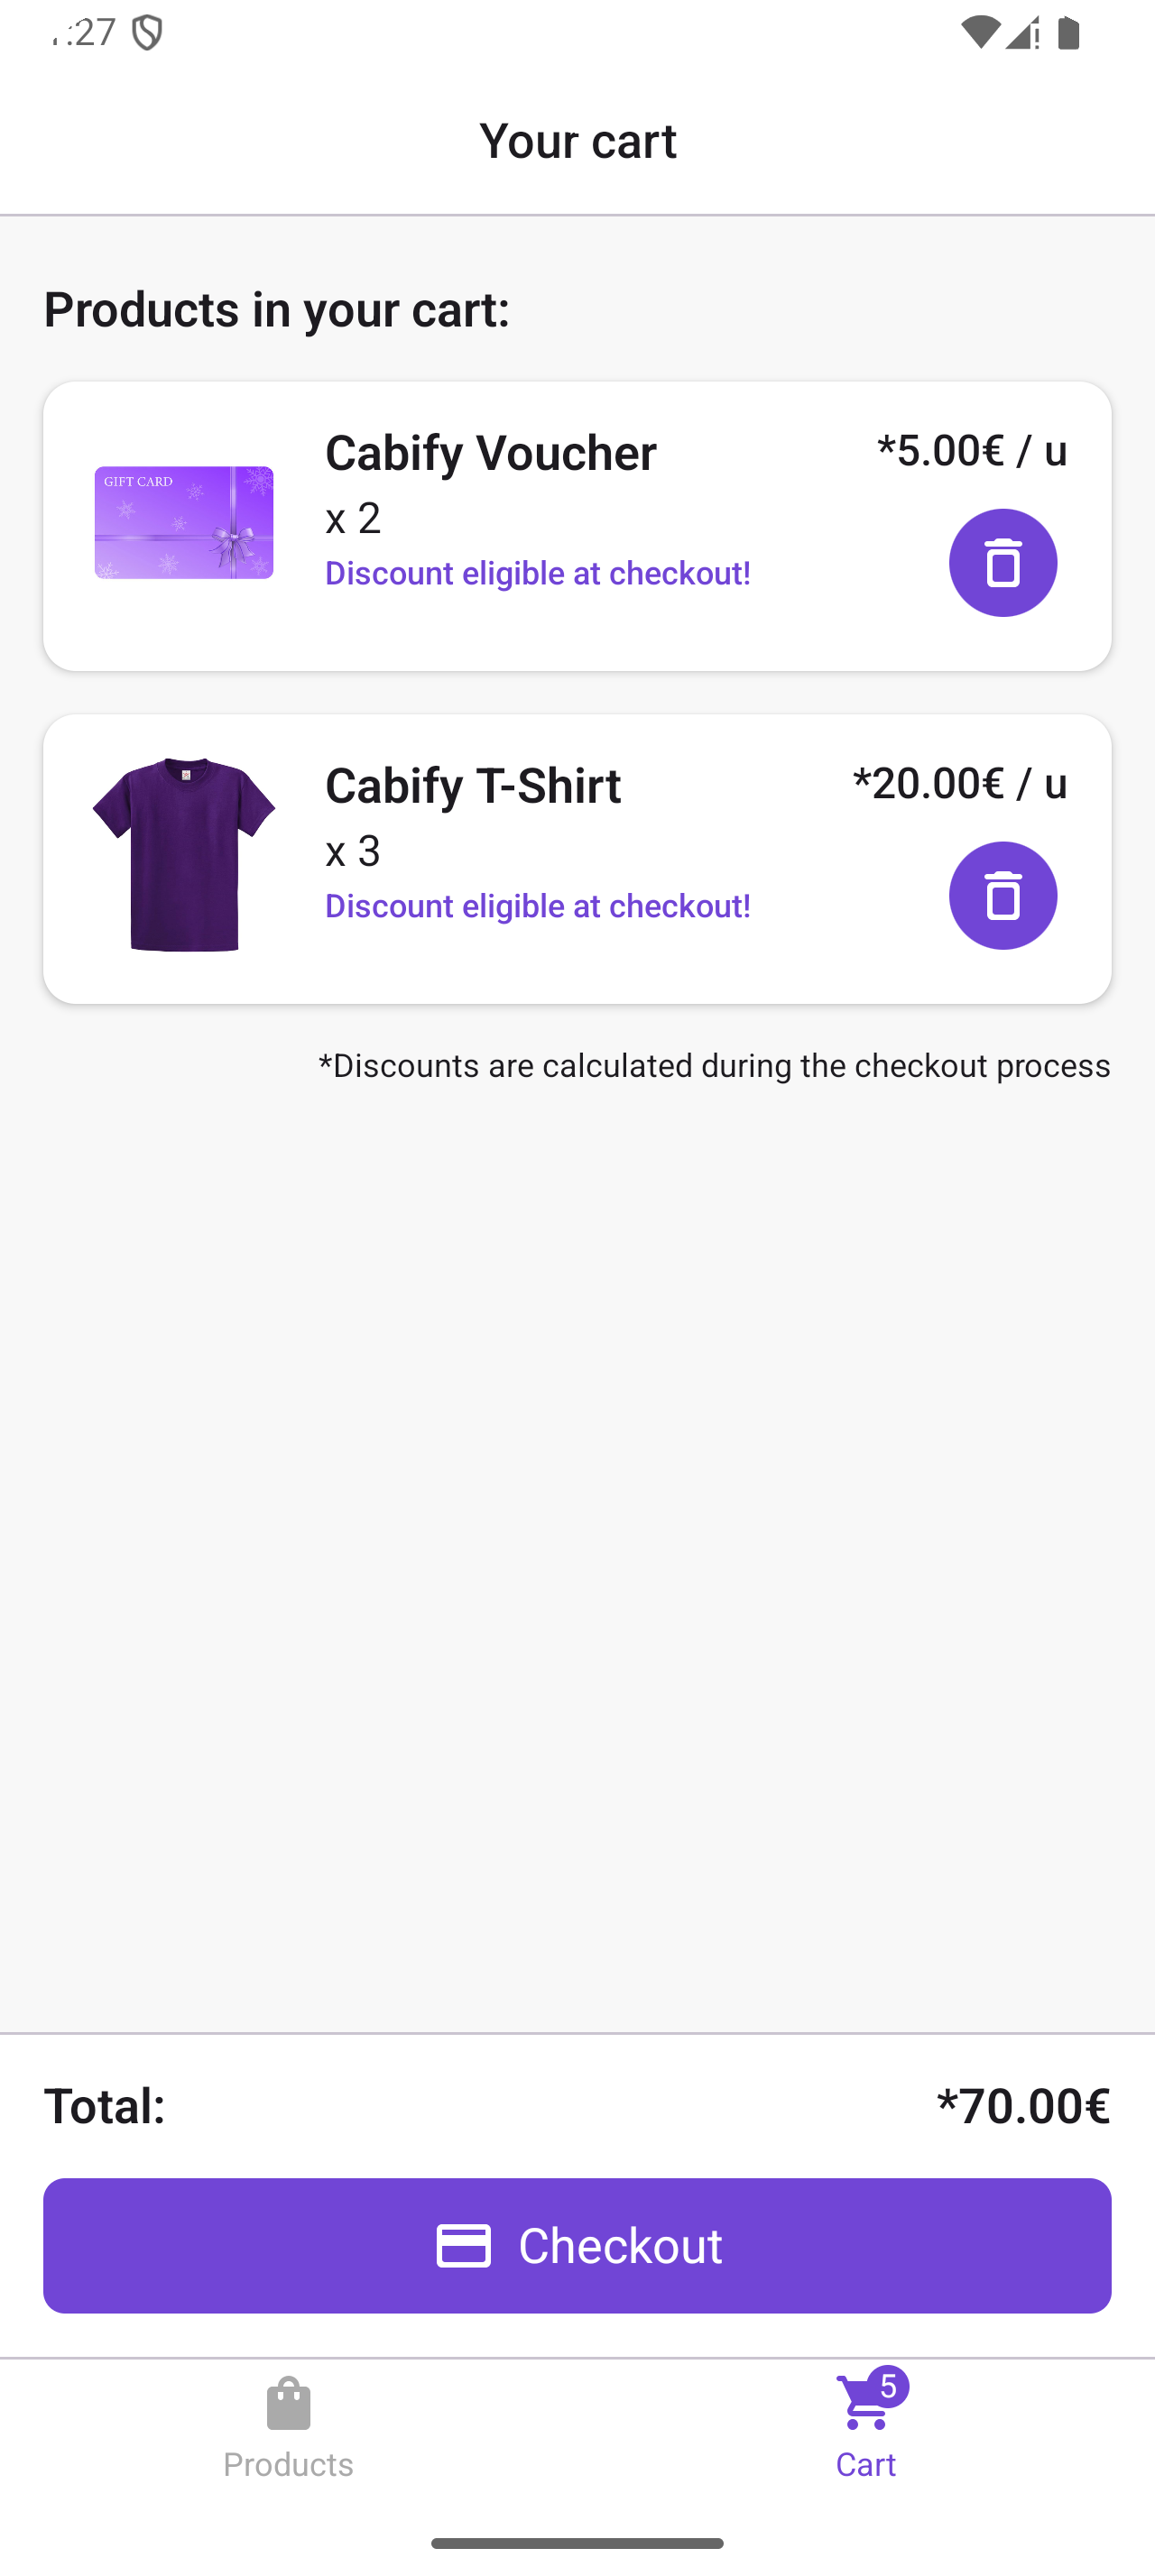 :27
Your cart
Products in your cart:
GIFT CARD
Cabify Voucher
*5.00€ / u
x 2
Discount eligible at checkout!
Cabify T-Shirt
*20.00€ / u
x 3
Discount eligible at checkout!
*Discounts are calculated during the checkout process
Total:
*70.00€
Checkout
5
Products
Cart